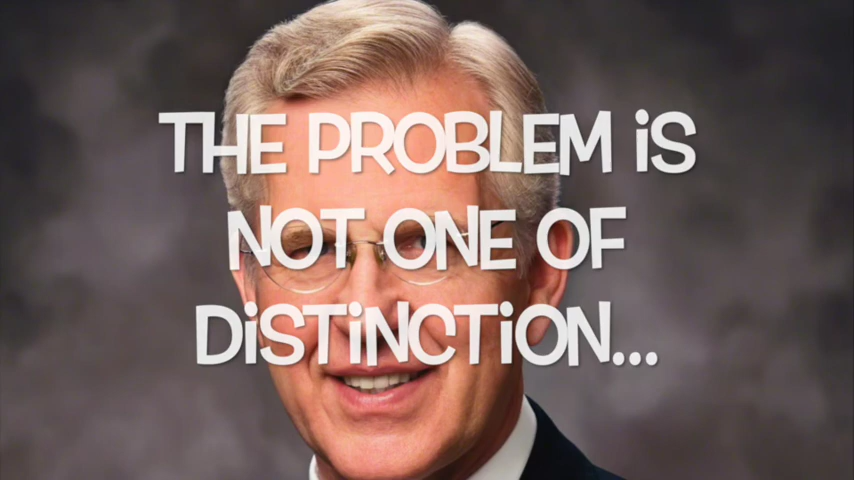 THE PROBLEM iS
NOT ONE OF
DiSTiNCTiON...